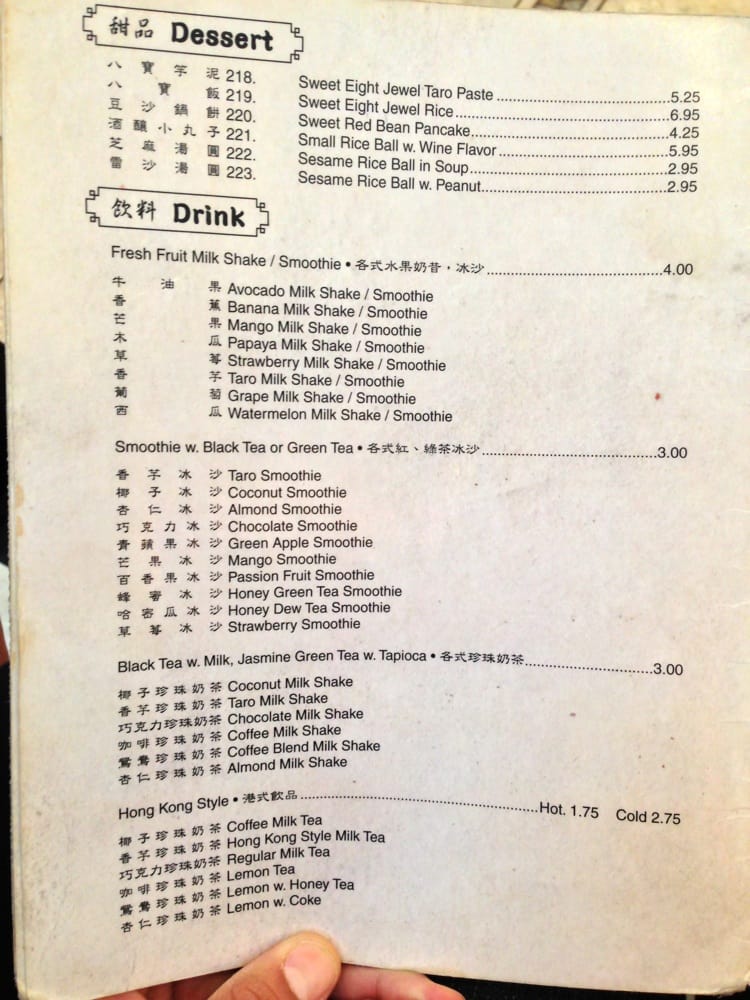 甜品 Dessert
八寶芋泥 218. Sweet Eight Jewel Taro Paste 5.25
八寶飯 219. Sweet Eight Jewel Rice 6.95
豆沙鍋餅 220. Sweet Red Bean Pancake 4.25
酒釀小丸子 221. Small Rice Ball w. Wine Flavor 5.95
芝麻湯圓 222. Sesame Rice Ball in Soup 2.95
雷沙湯圓 223. Sesame Rice Ball w. Peanut 2.95
飲料 Drink
Fresh Fruit Milk Shake / Smoothie • 各式水果奶昔，冰沙 4.00
牛油果 Avocado Milk Shake / Smoothie
香蕉 Banana Milk Shake / Smoothie
芒果 Mango Milk Shake / Smoothie
木瓜 Papaya Milk Shake / Smoothie
草莓 Strawberry Milk Shake / Smoothie
香芋 Taro Milk Shake / Smoothie
葡萄 Grape Milk Shake / Smoothie
西瓜 Watermelon Milk Shake / Smoothie
Smoothie w. Black Tea or Green Tea • 各式紅、綠茶冰沙 3.00
香芋冰沙 Taro Smoothie
椰子冰沙 Coconut Smoothie
杏仁冰沙 Almond Smoothie
巧克力冰沙 Chocolate Smoothie
青蘋果冰沙 Green Apple Smoothie
芒果冰沙 Mango Smoothie
百香果冰沙 Passion Fruit Smoothie
蜂蜜冰沙 Honey Green Tea Smoothie
哈密瓜冰沙 Honey Dew Tea Smoothie
草莓冰沙 Strawberry Smoothie
Black Tea w. Milk, Jasmine Green Tea w. Tapioca • 各式珍珠奶茶 3.00
椰子珍珠奶茶 Coconut Milk Shake
香芋珍珠奶茶 Taro Milk Shake
巧克力珍珠奶茶 Chocolate Milk Shake
咖啡珍珠奶茶 Coffee Milk Shake
鴛鴦珍珠奶茶 Coffee Blend Milk Shake
杏仁珍珠奶茶 Almond Milk Shake
Hong Kong Style • 港式飲品 Hot. 1.75 Cold 2.75
椰子珍珠奶茶 Coffee Milk Tea
香芋珍珠奶茶 Hong Kong Style Milk Tea
巧克力珍珠奶茶 Regular Milk Tea
咖啡珍珠奶茶 Lemon Tea
鴛鴦珍珠奶茶 Lemon w. Honey Tea
杏仁珍珠奶茶 Lemon w. Coke